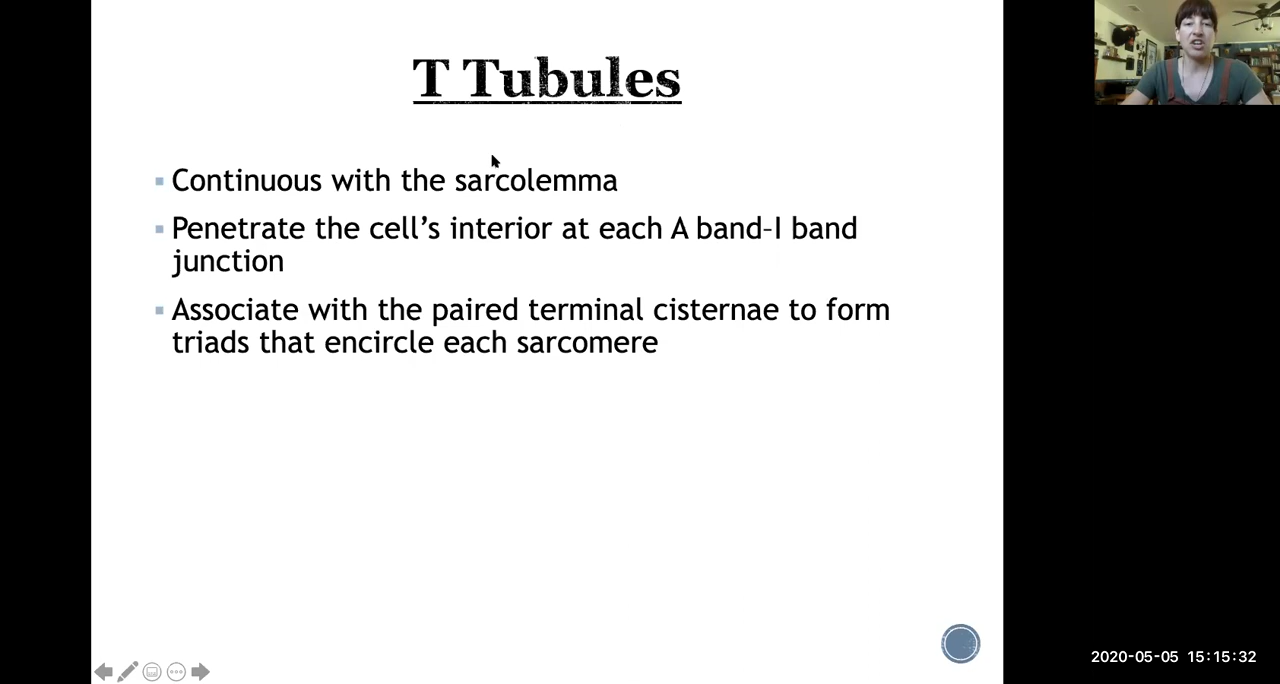 T Tubules
Continuous with the sarcolemma
Penetrate the cell’s interior at each A band–I band
junction
Associate with the paired terminal cisternae to form
triads that encircle each sarcomere
2020-05-05 15:15:32